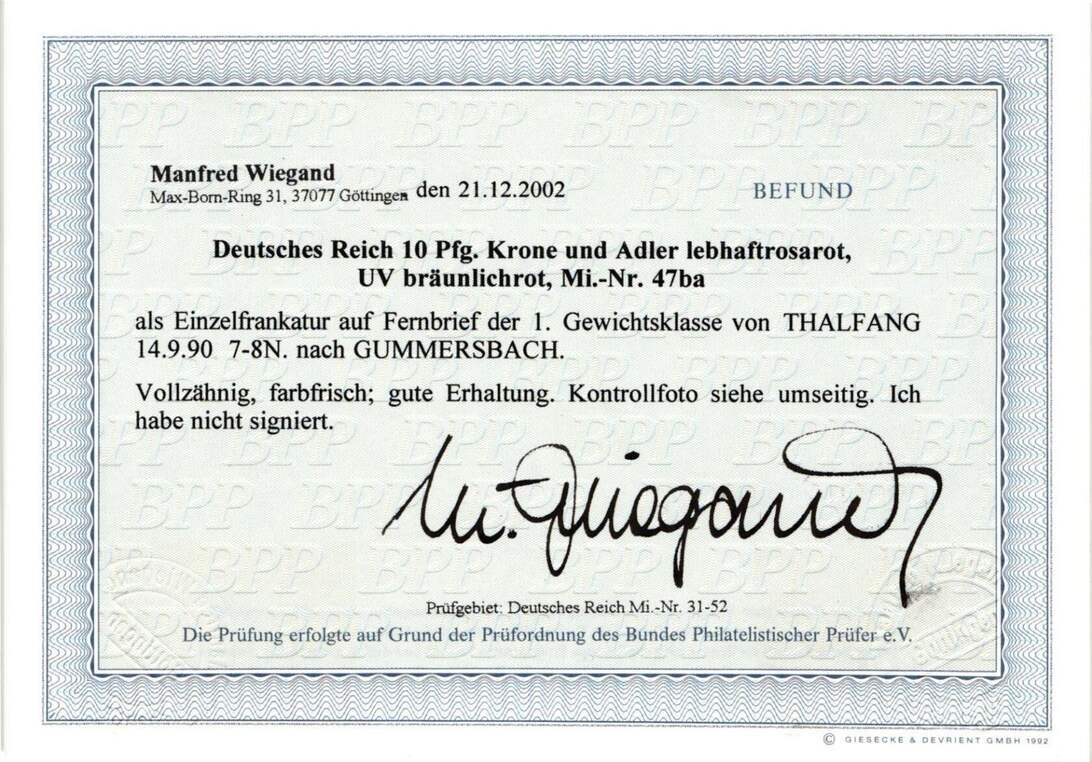 Manfred Wiegand
Max-Born-Ring 31, 37077 Göttingen den 21.12.2002
BEFUND
Deutsches Reich 10 Pfg. Krone und Adler lebhaftrosarot,
UV bräunlichrot, Mi.-Nr. 47ba
als Einzelfrankatur auf Fernbrief der 1. Gewichtsklasse von THALFANG
14.9.90 7-8N. nach GUMMERSBACH.
Vollzähnig, farbfrisch; gute Erhaltung. Kontrollfoto siehe umseitig. Ich
habe nicht signiert.
M. Wiegand
Prüfgebiet: Deutsches Reich Mi.-Nr. 31-52
Die Prüfung erfolgte auf Grund der Prüfordnung des Bundes Philatelistischer Prüfer e.V.
© GIESECKE & DEVRIENT GMBH 1992